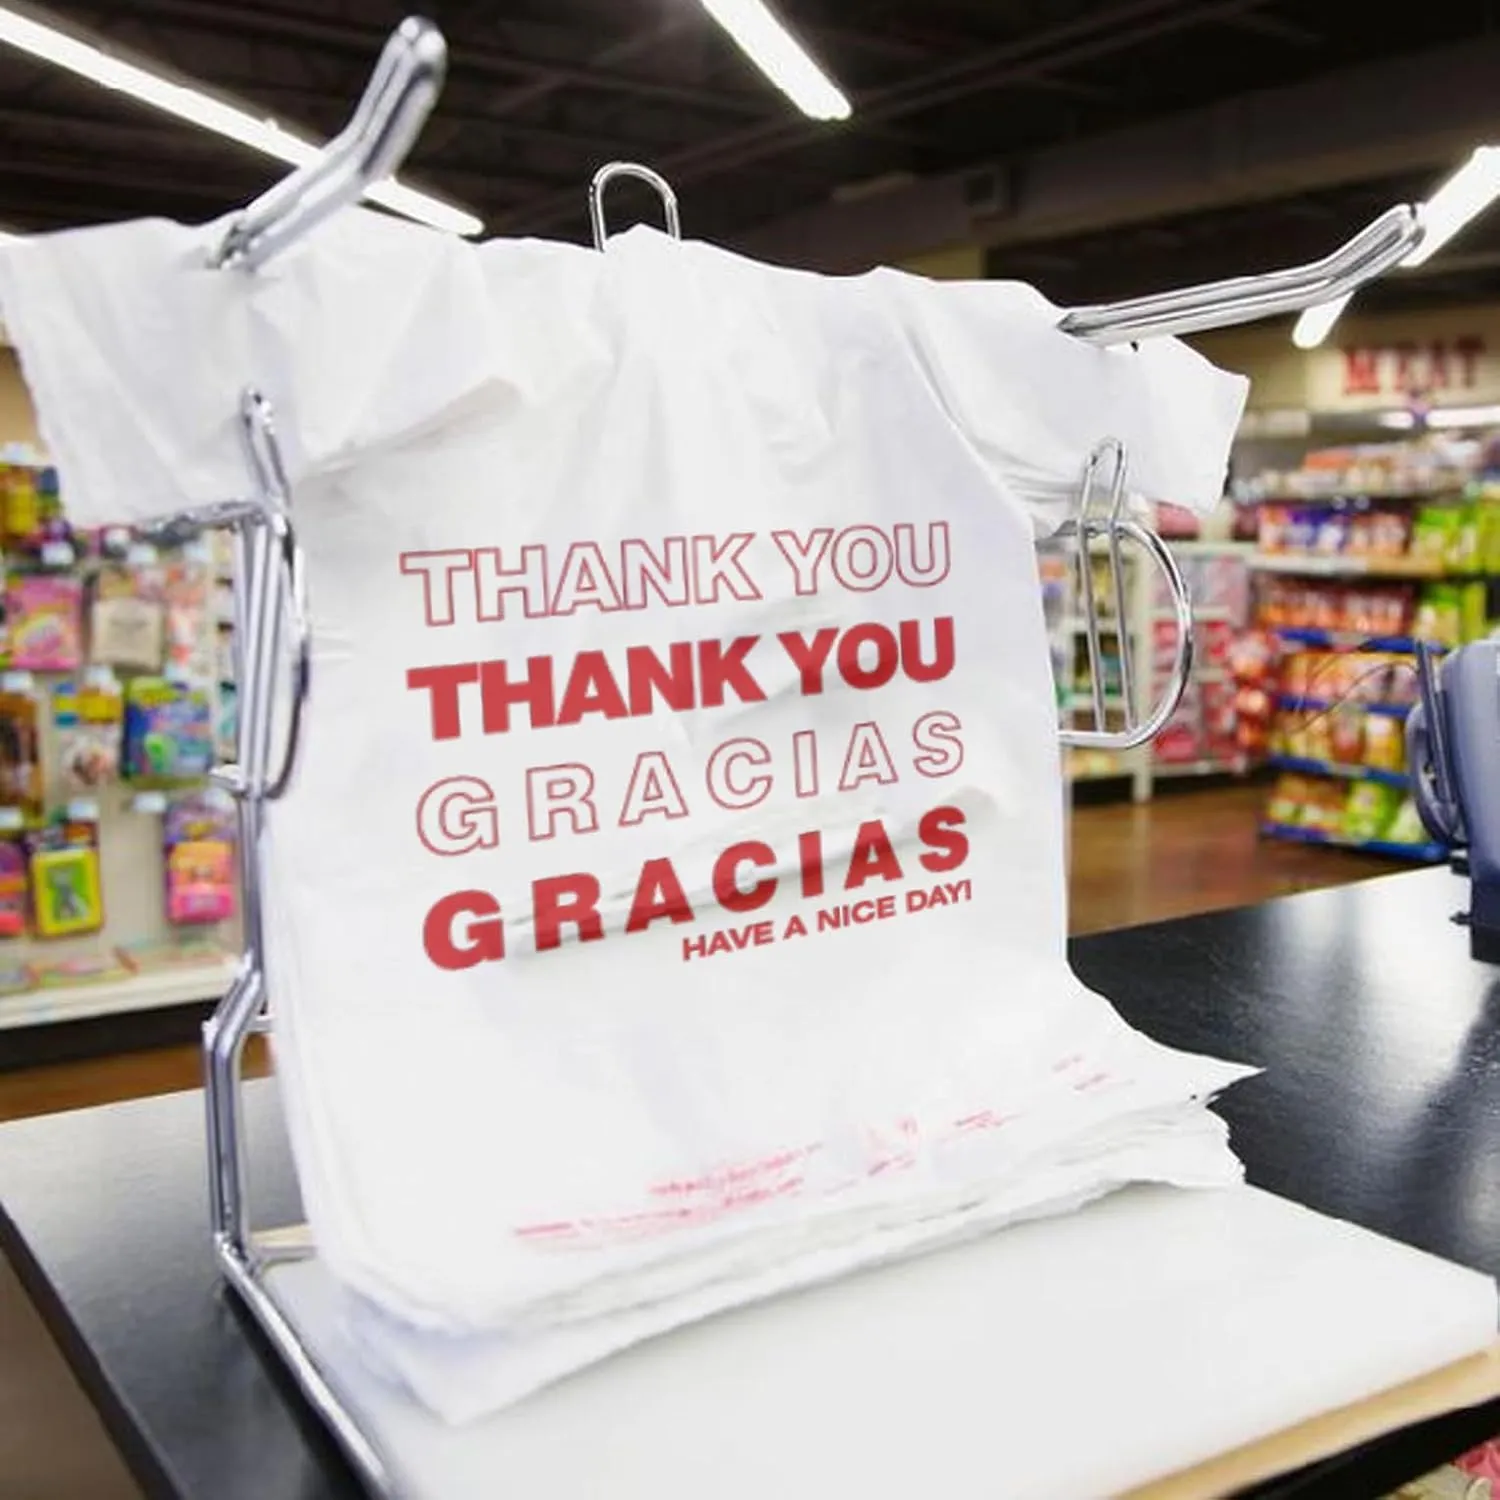 THANK YOU
THANK YOU
GRACIAS
GRACIAS
HAVE A NICE DAY!
MEAT